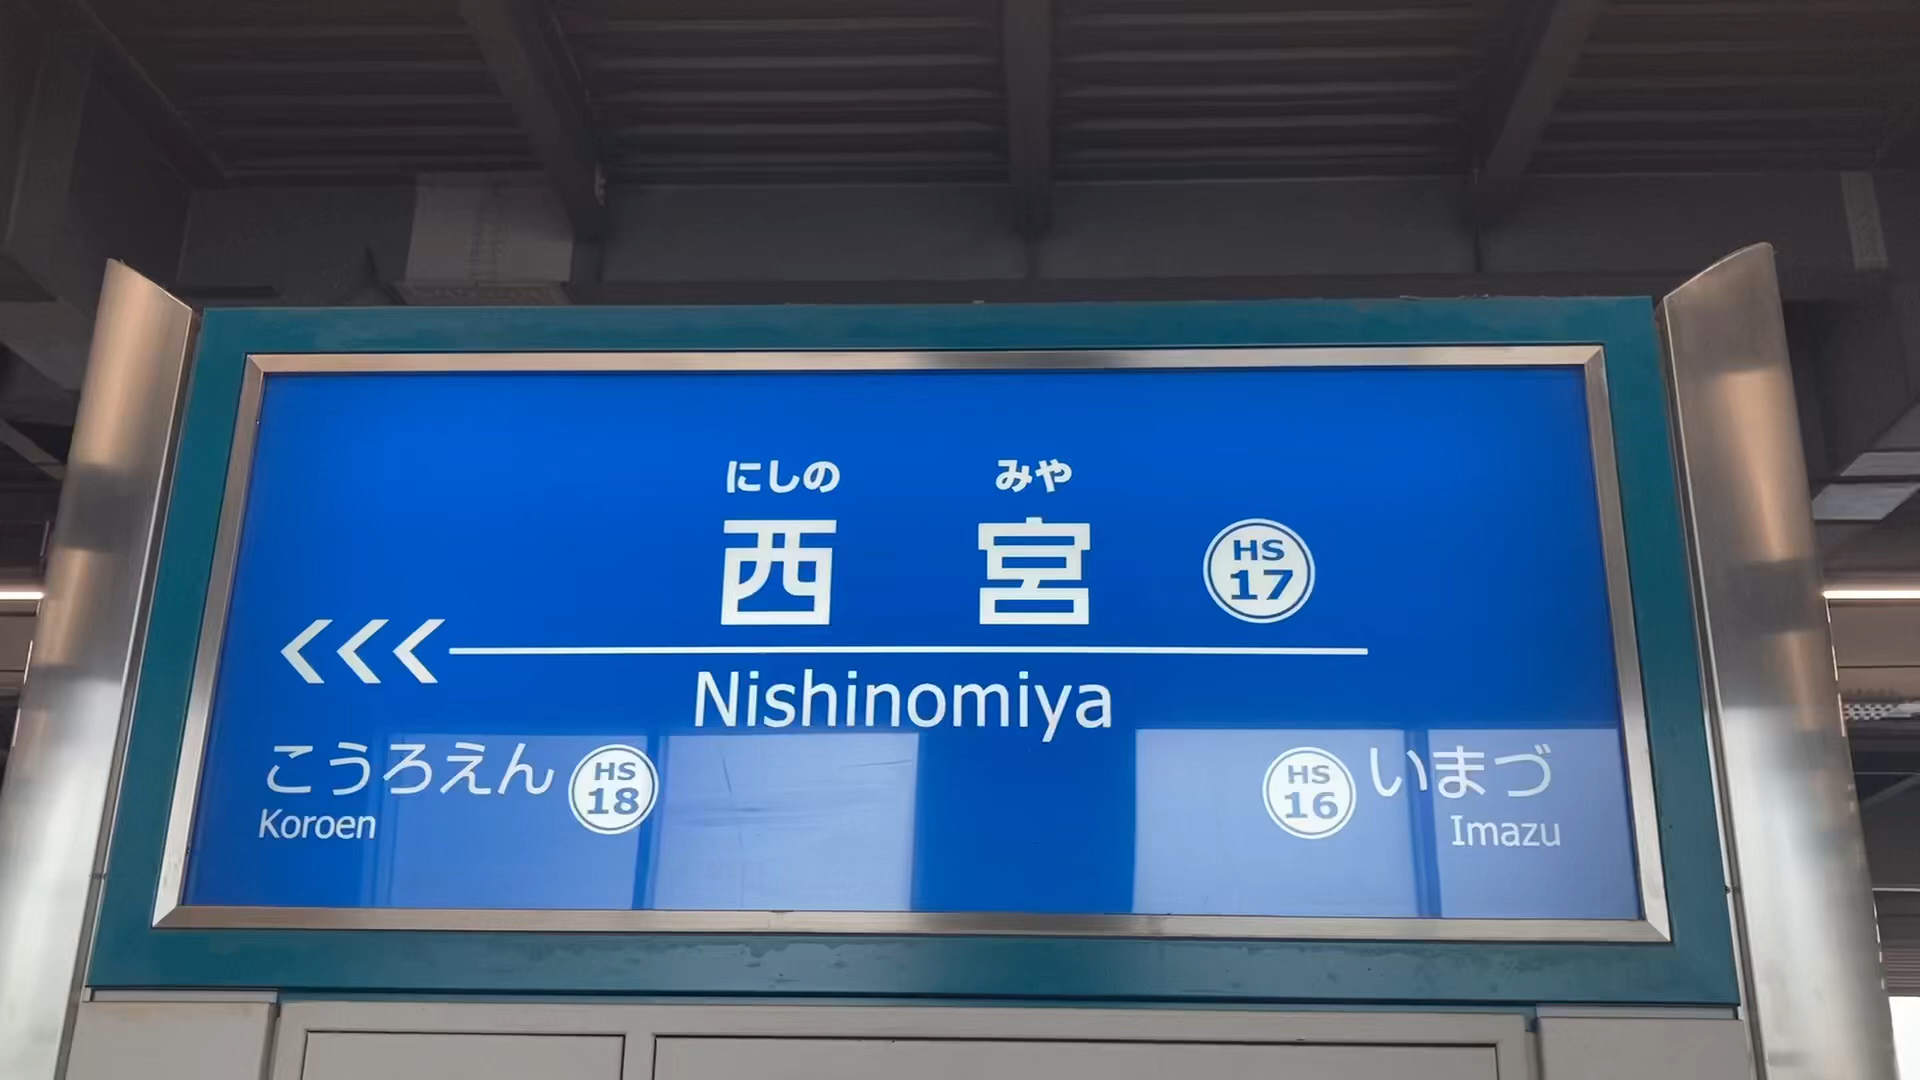 にしの みや
西 宮 HS 17
Nishinomiya
こうろえん HS 18
Koroen
HS 16 いまづ
Imazu